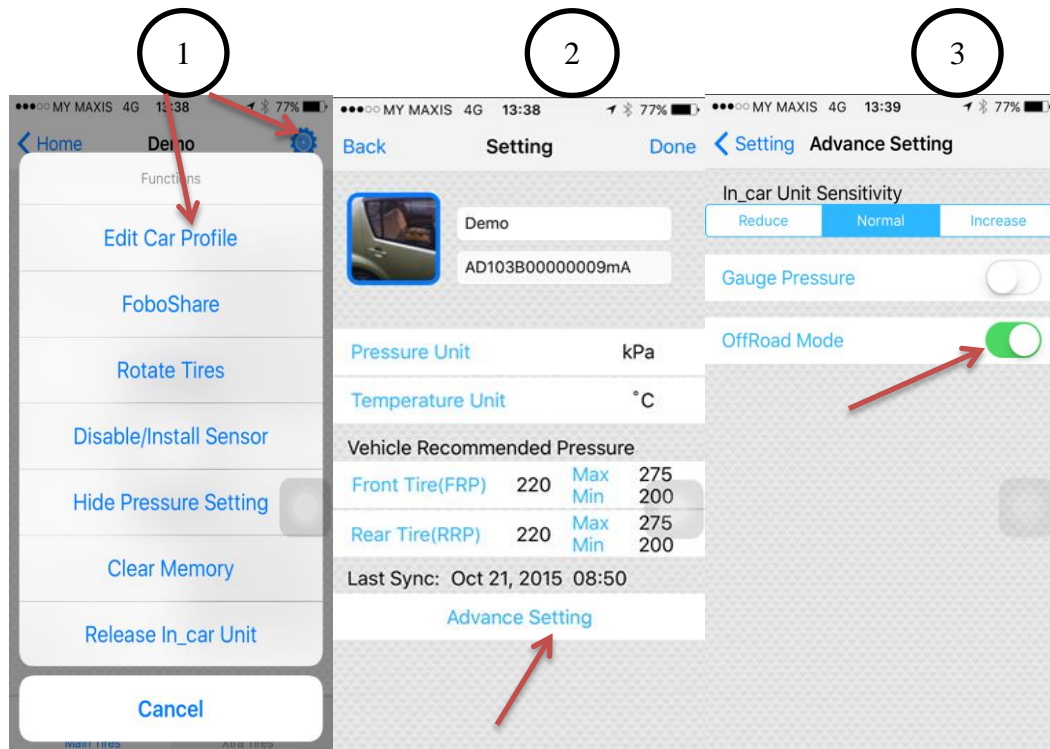 1
MY MAXIS 4G 13:38 77%
Home Demo
Functions
Edit Car Profile
FoboShare
Rotate Tires
Disable/Install Sensor
Hide Pressure Setting
Clear Memory
Release In_car Unit
Cancel
Main Tires Xtra Tires
2
MY MAXIS 4G 13:38 77%
Back Setting Done
Demo
AD103B00000009mA
Pressure Unit kPa
Temperature Unit °C
Vehicle Recommended Pressure
Front Tire(FRP) 220 Max 275
Min 200
Rear Tire(RRP) 220 Max 275
Min 200
Last Sync: Oct 21, 2015 08:50
Advance Setting
3
MY MAXIS 4G 13:39 77%
Setting Advance Setting
In_car Unit Sensitivity
Reduce Normal Increase
Gauge Pressure
OffRoad Mode